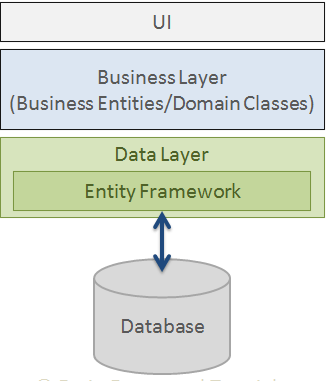 UI
Business Layer
(Business Entities/Domain Classes)
Data Layer
Entity Framework
Database